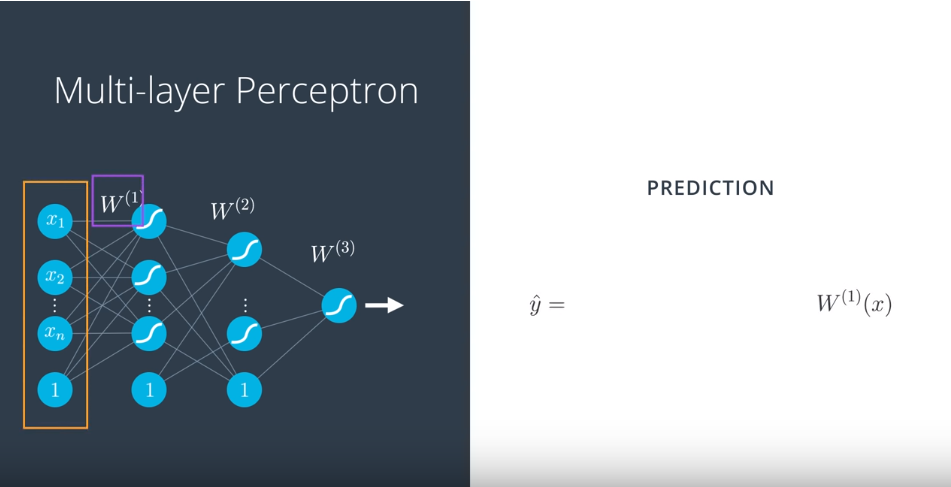 Multi-layer Perceptron
W^(1)
W^(2)
W^(3)
x₁
x₂
⋮
xₙ
1
1
1
PREDICTION
ŷ =
W^(1)(x)